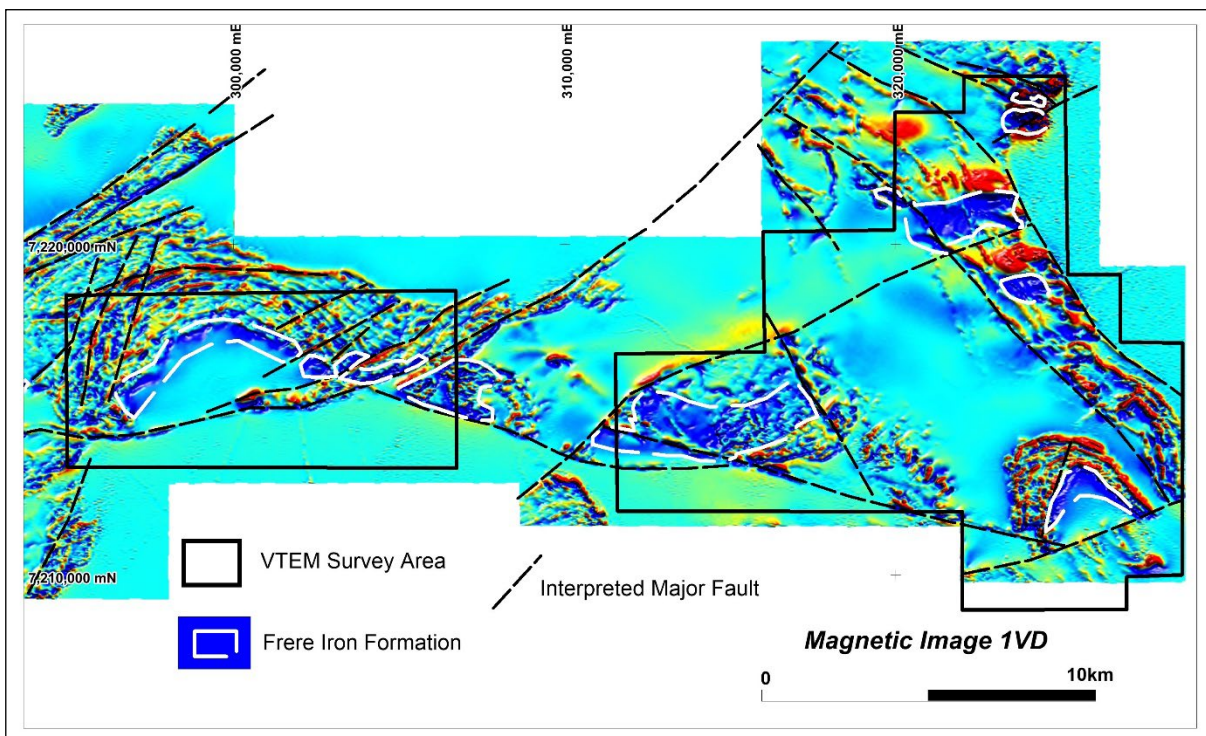 300,000 mE
310,000 mE
320,000 mE
7,220,000 mN
7,210,000 mN
VTEM Survey Area
Interpreted Major Fault
Frere Iron Formation
Magnetic Image 1VD
0 10km